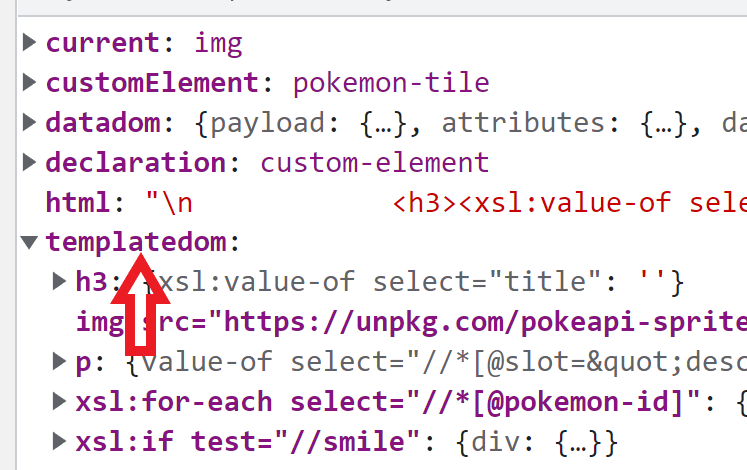 current: img
customElement: pokemon-tile
datadom: {payload: {…}, attributes: {…}, da
declaration: custom-element
html: "\n <h3><xsl:value-of sele
templatedom:
h3: {xsl:value-of select="title": ''}
img src="https://unpkg.com/pokeapi-sprite
p: {value-of select="//*[@slot=&quot;desc
xsl:for-each select="//*[@pokemon-id]": {
xsl:if test="//smile": {div: {…}}